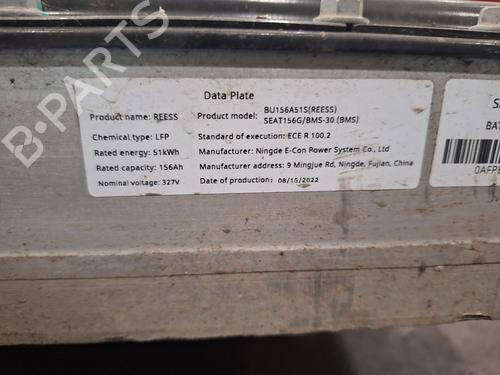 B-PARTS
Data Plate
Product name: REESS
Product model: BU156A51S(REESS)
SEAT156G/BMS-30 (BMS)
Chemical type: LFP
Standard of execution: ECE R 100.2
Rated energy: 51kWh
Manufacturer: Ningde E-Con Power System Co., Ltd
Rated capacity: 156Ah
Manufacturer address: 9 Mingjue Rd, Ningde, Fujian, China
Nominal voltage: 327V
Date of production: 08/15/2022
BAT
0AFPE